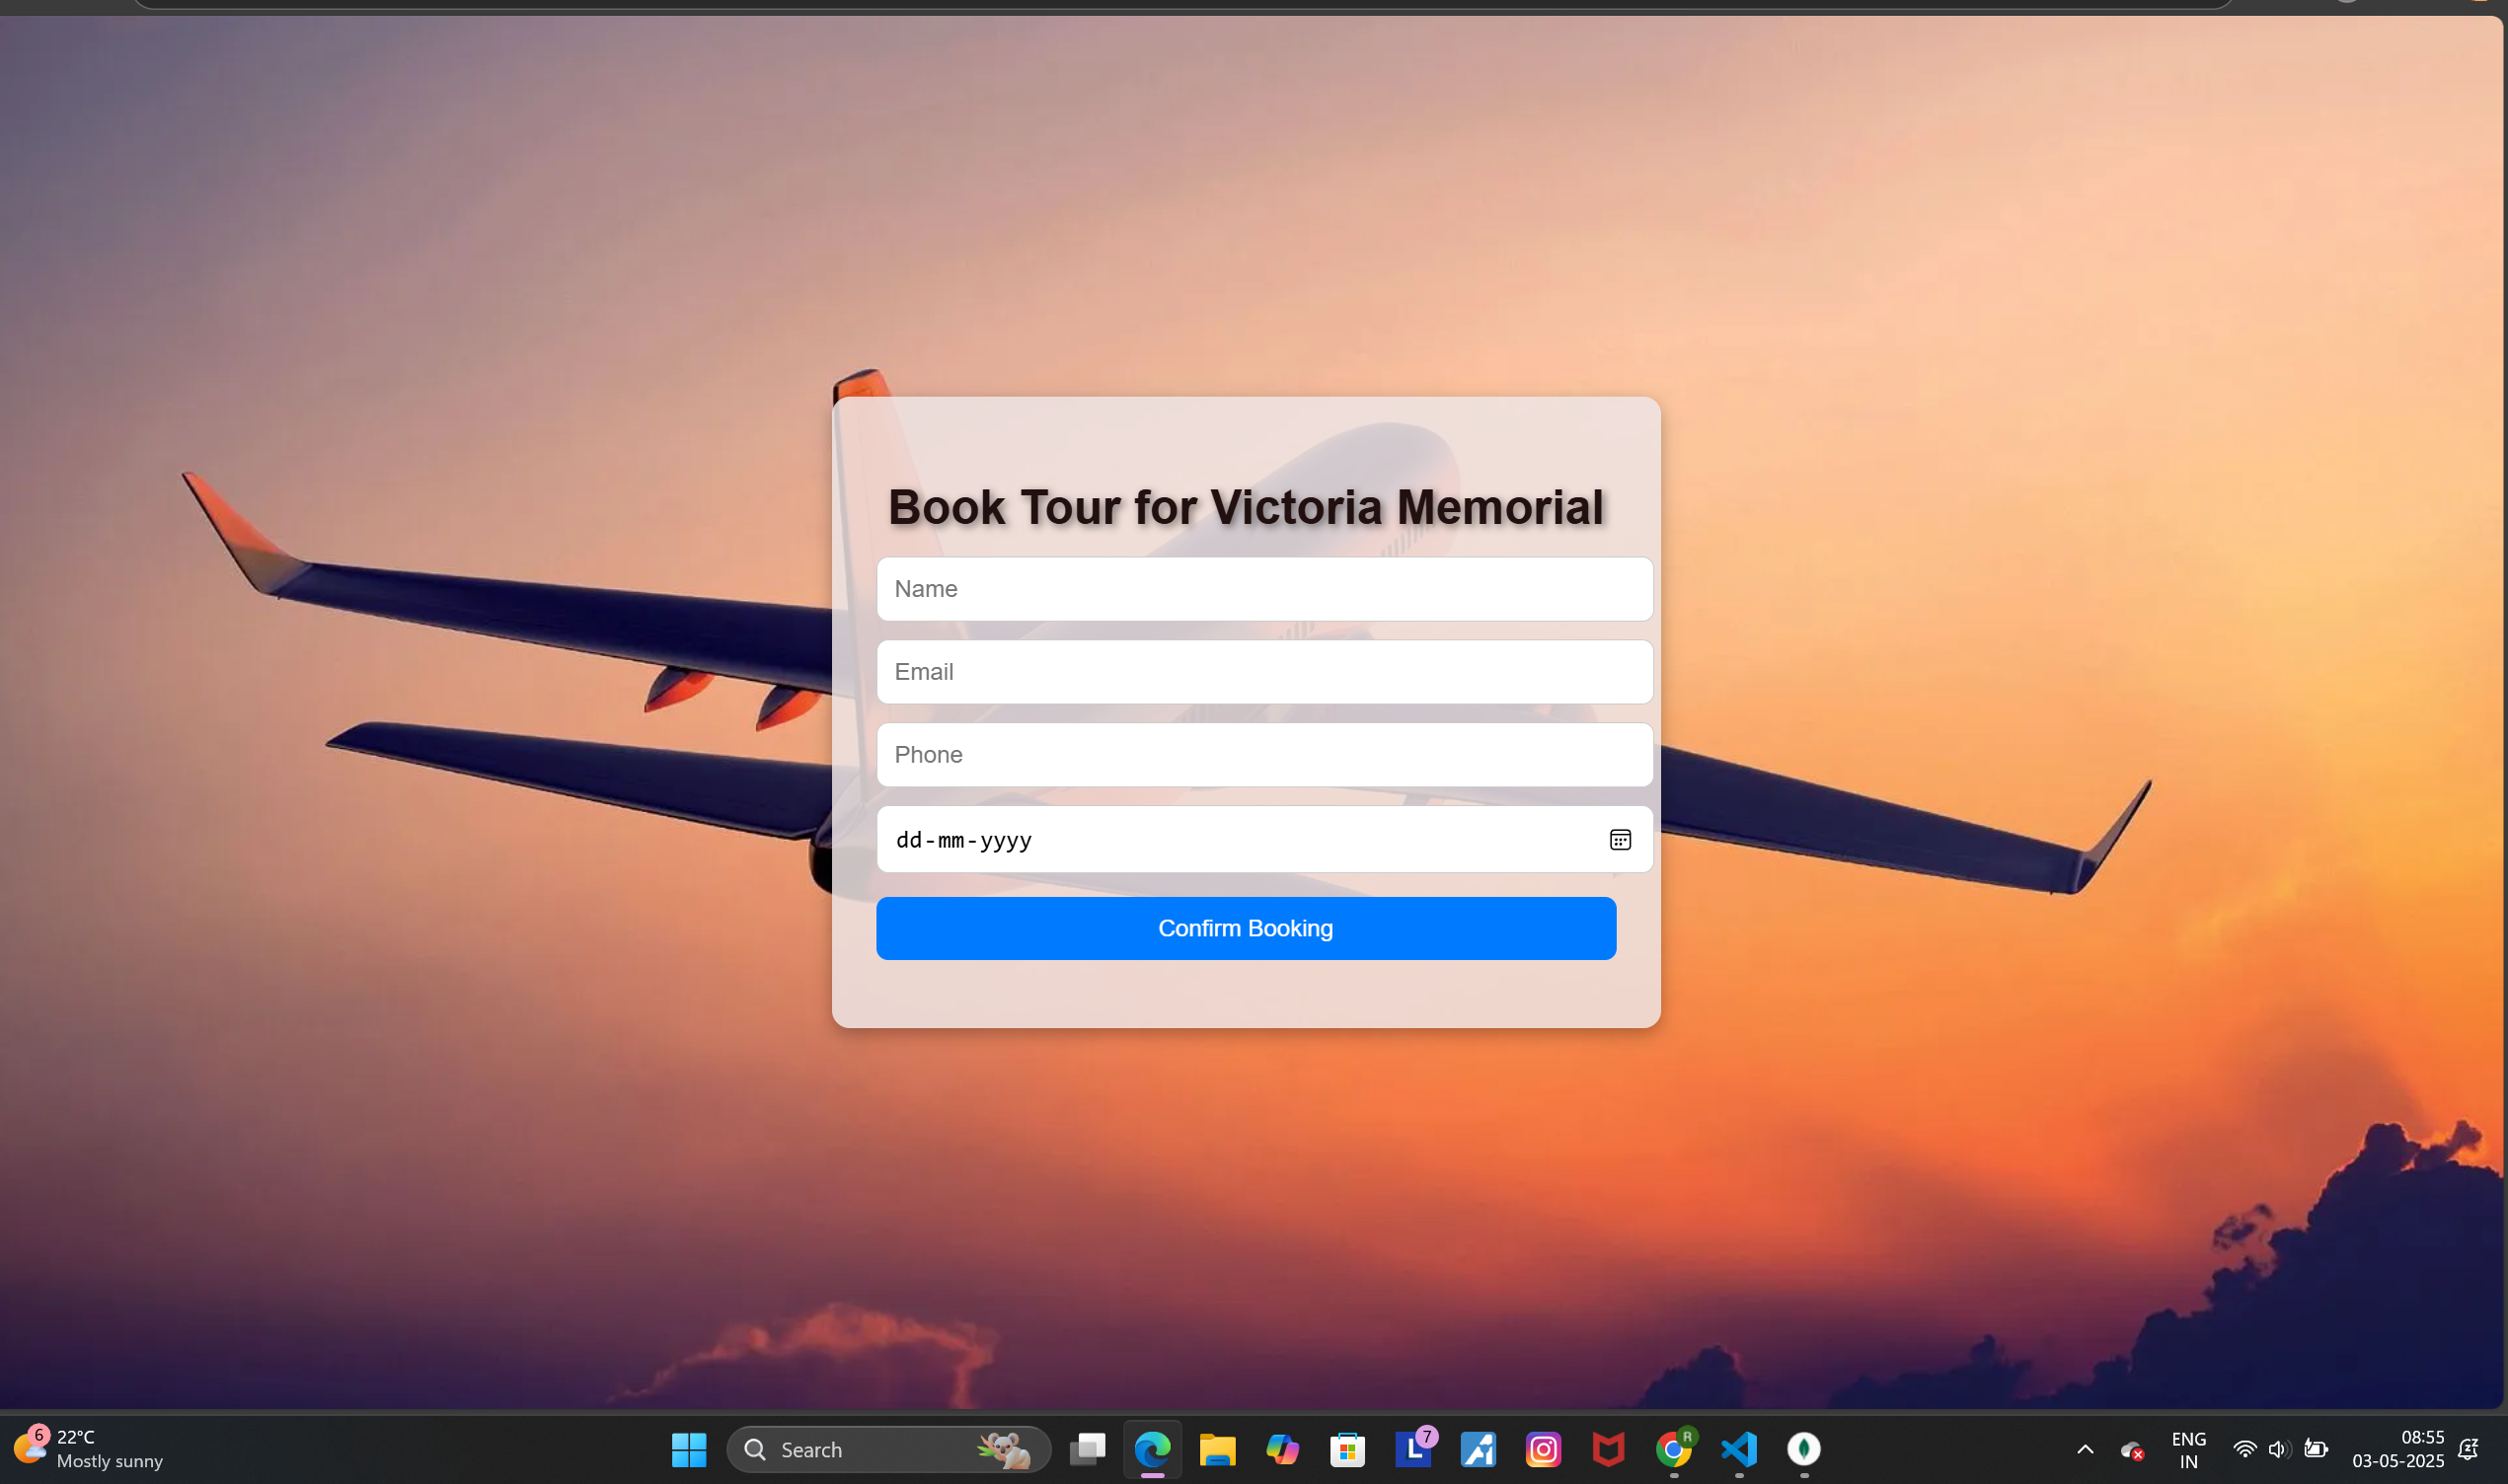 Book Tour for Victoria Memorial
Name
Email
Phone
dd-mm-yyyy
Confirm Booking
6
22°C
Mostly sunny
Search
L
7
R
ENG
IN
08:55
03-05-2025